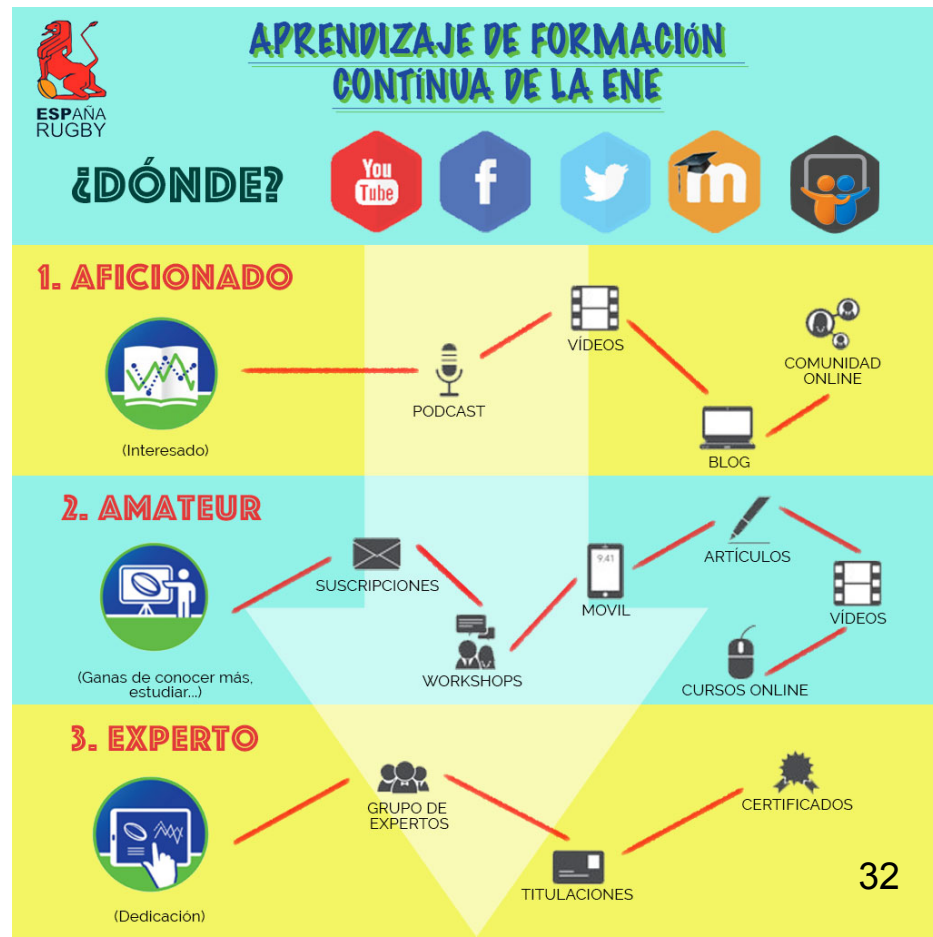 APRENDIZAJE DE FORMACIÓN
CONTÍNUA DE LA ENE
ESPAÑA
RUGBY
¿DÓNDE?
You
Tube
f
m
1. AFICIONADO
(Interesado)
PODCAST
VÍDEOS
BLOG
COMUNIDAD
ONLINE
2. AMATEUR
(Ganas de conocer más,
estudiar...)
SUSCRIPCIONES
WORKSHOPS
9,41
MOVIL
ARTÍCULOS
VÍDEOS
CURSOS ONLINE
3. EXPERTO
(Dedicación)
GRUPO DE
EXPERTOS
TITULACIONES
CERTIFICADOS
32